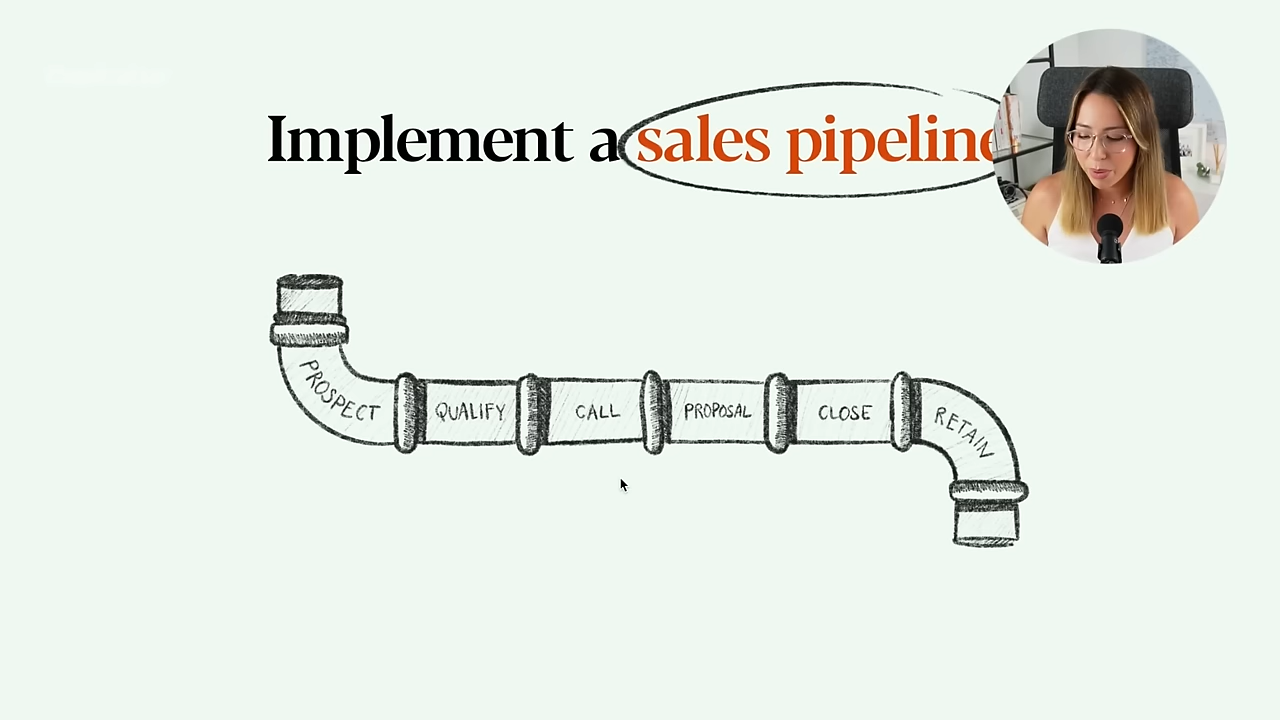 Implement a sales pipeline
PROSPECT
QUALIFY
CALL
PROPOSAL
CLOSE
RETAIN